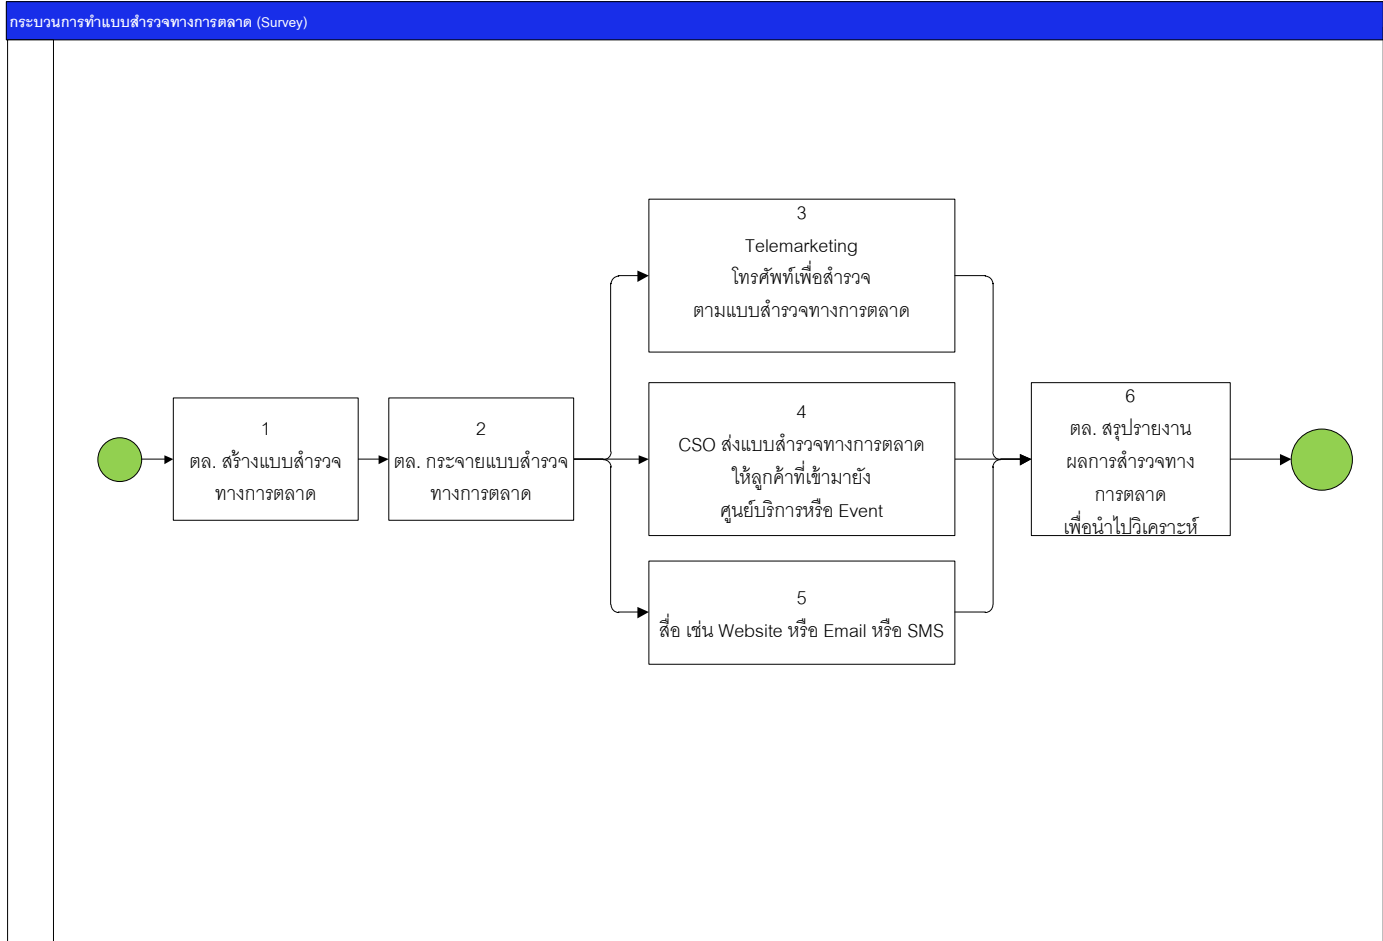 กระบวนการทำแบบสำรวจทางการตลาด (Survey)
1
ตล. สร้างแบบสำรวจ
ทางการตลาด
2
ตล. กระจายแบบสำรวจ
ทางการตลาด
3
Telemarketing
โทรศัพท์เพื่อสำรวจ
ตามแบบสำรวจทางการตลาด
4
CSO ส่งแบบสำรวจทางการตลาด
ให้ลูกค้าที่เข้ามายัง
ศูนย์บริการหรือ Event
5
สื่อ เช่น Website หรือ Email หรือ SMS
6
ตล. สรุปรายงาน
ผลการสำรวจทาง
การตลาด
เพื่อนำไปวิเคราะห์